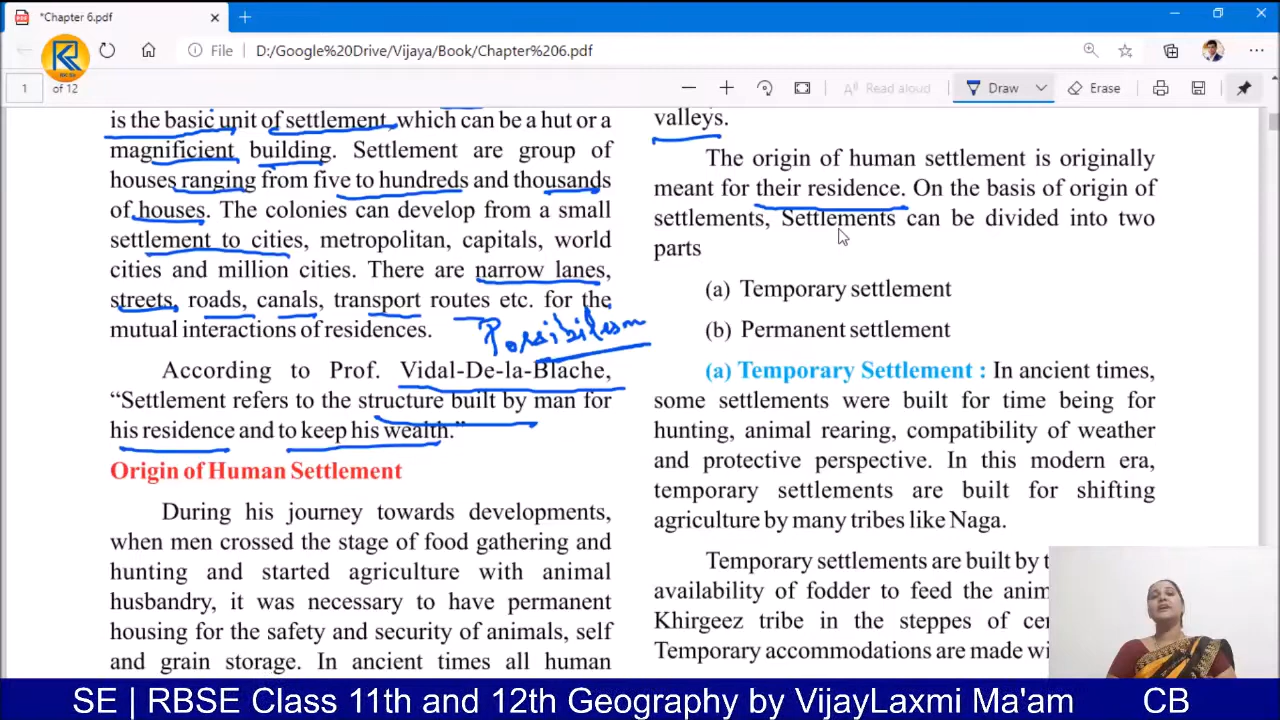 *Chapter 6.pdf
File
D:/Google%20Drive/Vijaya/Book/Chapter%206.pdf
1 of 12
Read aloud
Draw
Erase
is the basic unit of settlement which can be a hut or a
magnificient building. Settlement are group of
houses ranging from five to hundreds and thousands
of houses. The colonies can develop from a small
settlement to cities, metropolitan, capitals, world
cities and million cities. There are narrow lanes,
streets, roads, canals, transport routes etc. for the
mutual interactions of residences.
Possibilism
According to Prof. Vidal-De-la-Blache,
“Settlement refers to the structure built by man for
his residence and to keep his wealth.”
Origin of Human Settlement
During his journey towards developments,
when men crossed the stage of food gathering and
hunting and started agriculture with animal
husbandry, it was necessary to have permanent
housing for the safety and security of animals, self
and grain storage. In ancient times all human
valleys.
The origin of human settlement is originally
meant for their residence. On the basis of origin of
settlements, Settlements can be divided into two
parts
(a) Temporary settlement
(b) Permanent settlement
(a) Temporary Settlement : In ancient times,
some settlements were built for time being for
hunting, animal rearing, compatibility of weather
and protective perspective. In this modern era,
temporary settlements are built for shifting
agriculture by many tribes like Naga.
Temporary settlements are built by
availability of fodder to feed the
Khirgeez tribe in the steppes of
Temporary accommodations are made
SE | RBSE Class 11th and 12th Geography by VijayLaxmi Ma'am CB